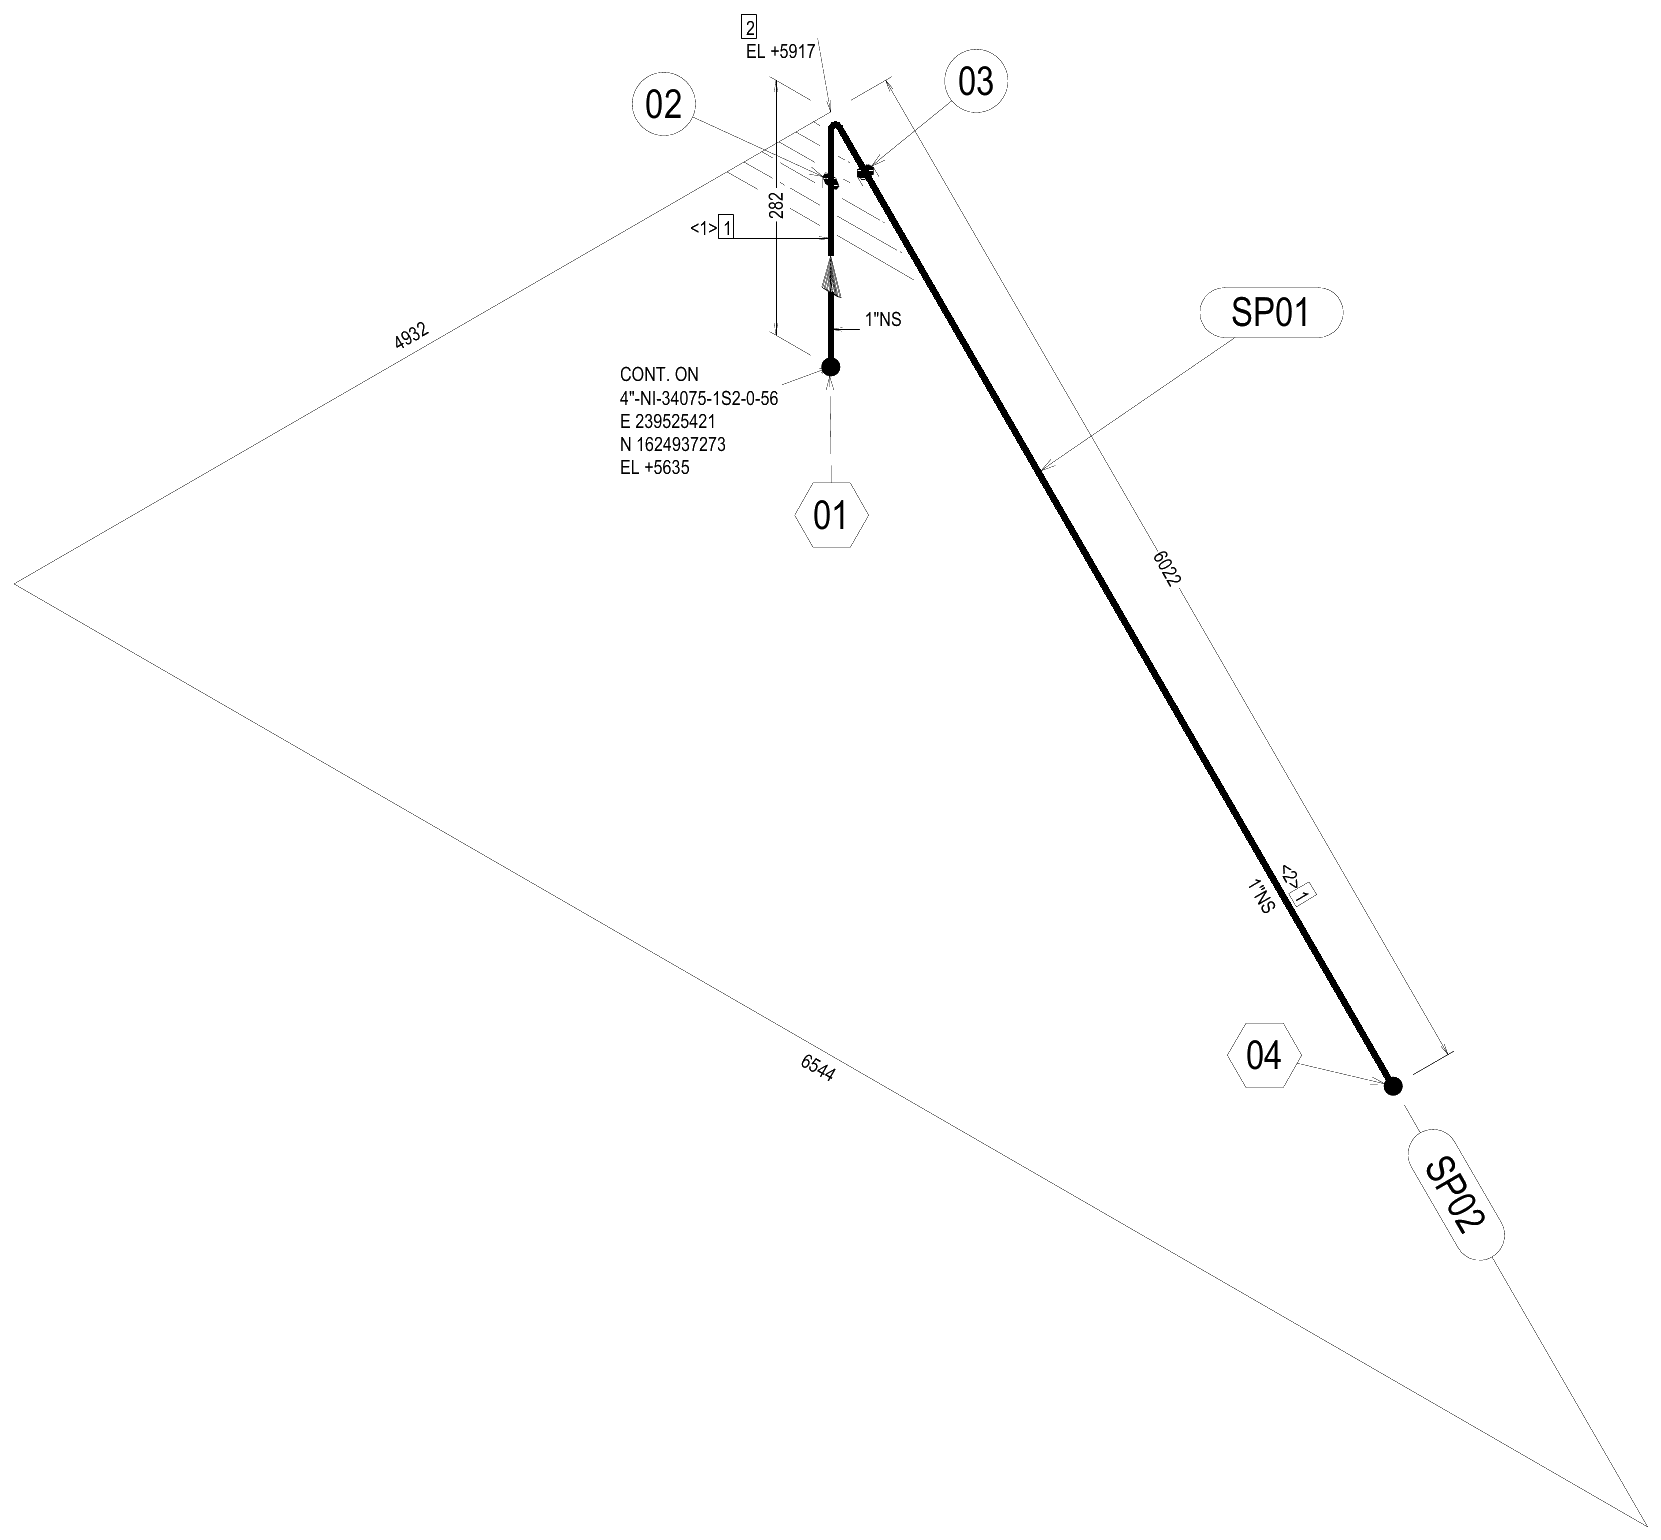 2
EL +5917
02
03
282
<1> 1
SP01
1"NS
4932
CONT. ON
4"-NI-34075-1S2-0-56
E 239525421
N 1624937273
EL +5635
01
6022
<2> 1
1"NS
04
6544
SP02